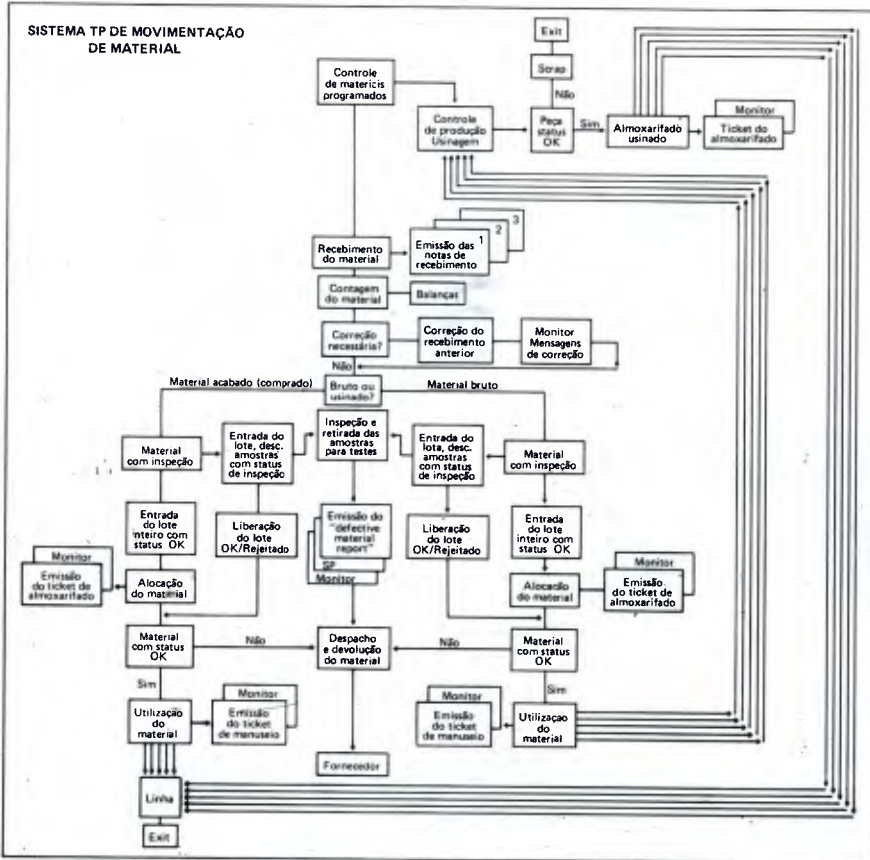 SISTEMA TP DE MOVIMENTAÇÃO
DE MATERIAL
Exit
Scrap
Não
Controle
de matericis
programados
Controle
de produção
Usinagem
Peça
status
OK
Sim
Almoxarifado
usinado
Monitor
Ticket do
almoxarifado
Recebimento
do material
Emissão das
notas de
recebimento
1
2
3
Contagem
do material
Balanças
Correção
necessária?
Correção do
recebimento
anterior
Monitor
Mensagens
de correção
Não
Material acabado (comprado)
Bruto ou
usinado?
Material bruto
Material
com inspeção
Entrada do
lote, desc.
amostras
com status
de inspeção
Inspeção e
retirada das
amostras
para testes
Entrada do
lota, desc.
amostras
com status
de inspeção
Material
com inspeção
Entrada
do lote
inteiro com
status OK
Liberação
do lote
OK/Rejeitado
Emissão do
"defective
material
report"
SP
Monitor
Liberação
do lote
OK/Rejeitado
Entrada
do lote
inteiro com
status OK
Monitor
Emissão
do ticket de
almoxarifado
Alocação
do material
Alocacão
do material
Monitor
Emissão
do ticket de
almoxarifado
Material
com status
OK
Não
Despacho
e devolução
do material
Não
Material
com status
OK
Sim
Sim
Utilização
do
material
Monitor
Emissão
do ticket
de manuseio
Monitor
Emissão
do ticket
de manuseio
Utilizaçao
do
material
Fornecedor
Linha
Exit